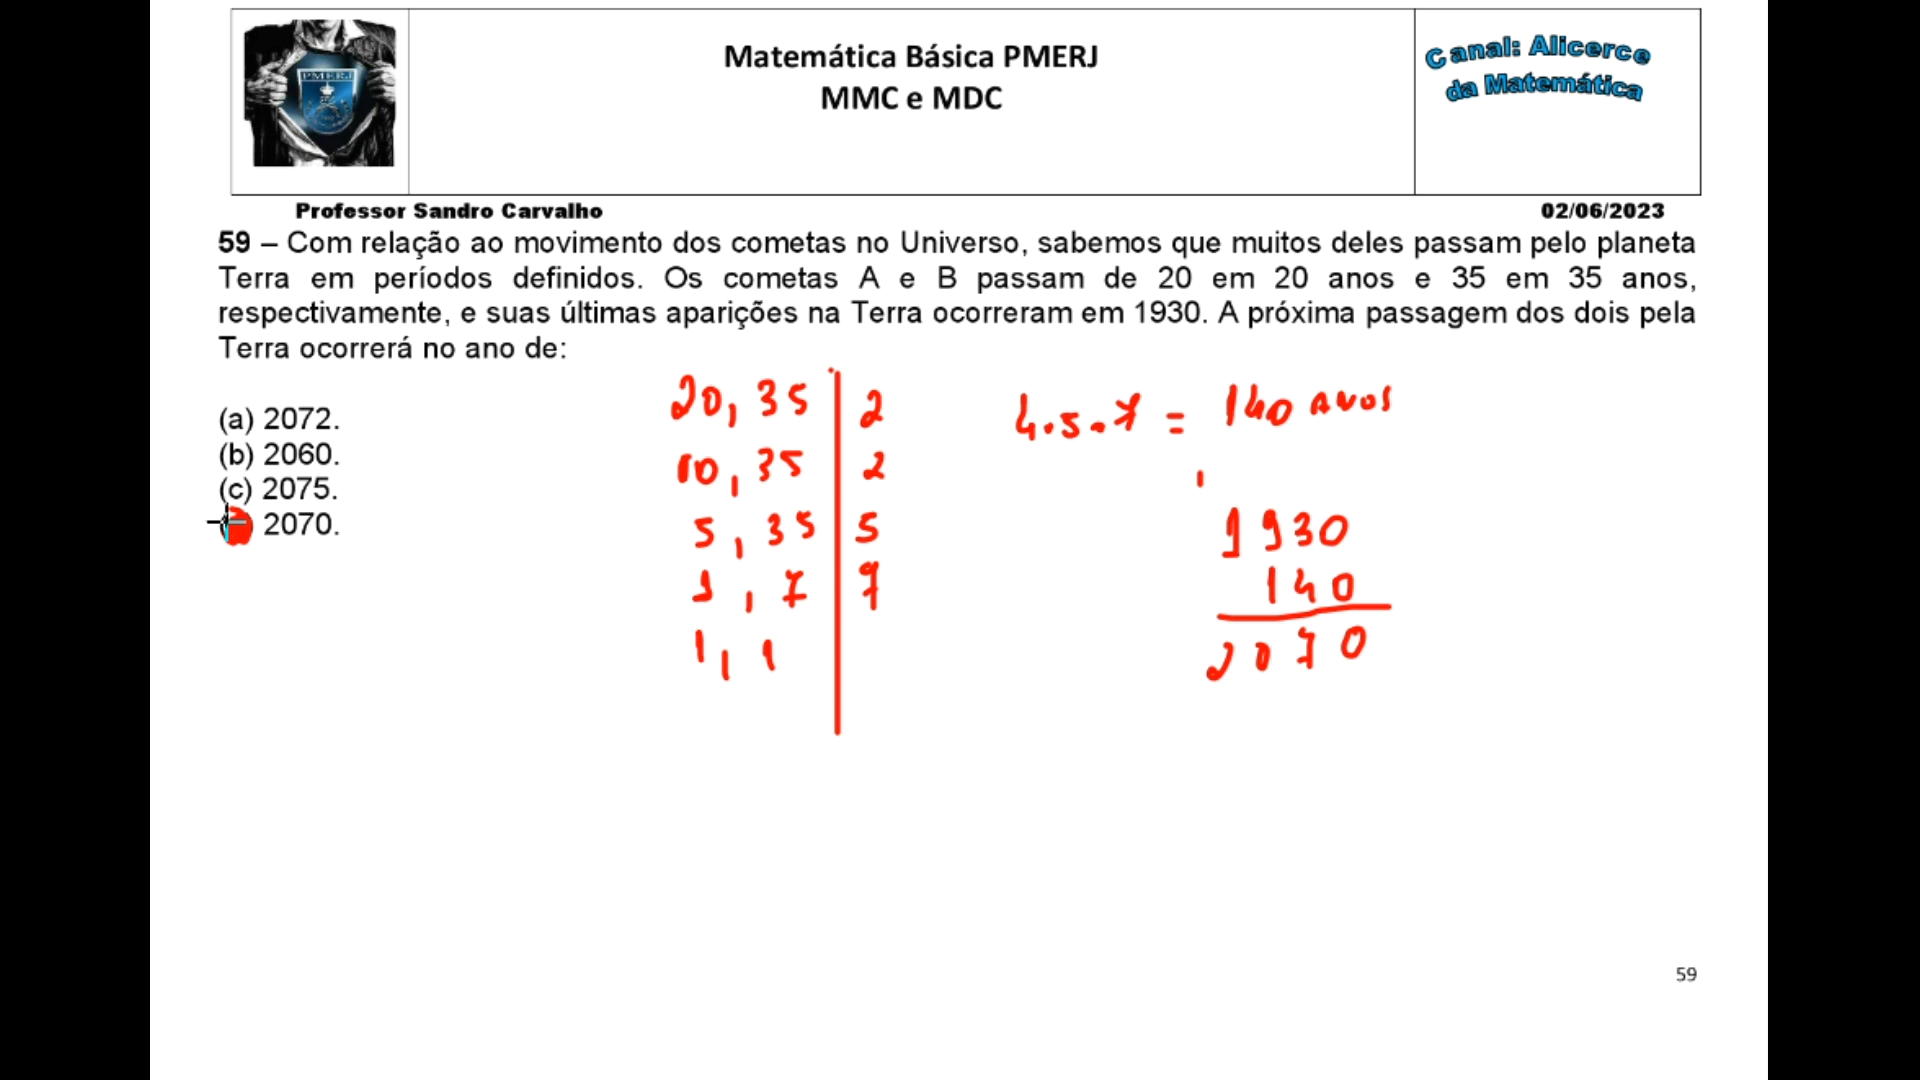 PMERJ
Matemática Básica PMERJ
MMC e MDC
Canal: Alicerce
da Matemática
Professor Sandro Carvalho
02/06/2023
59 – Com relação ao movimento dos cometas no Universo, sabemos que muitos deles passam pelo planeta
Terra em períodos definidos. Os cometas A e B passam de 20 em 20 anos e 35 em 35 anos,
respectivamente, e suas últimas aparições na Terra ocorreram em 1930. A próxima passagem dos dois pela
Terra ocorrerá no ano de:
(a) 2072.
(b) 2060.
(c) 2075.
2070.
20, 35 | 2
10, 35 | 2
5, 35 | 5
1, 7 | 7
1, 1
4.5.7 = 140 anos
1
1930
140
2070
59